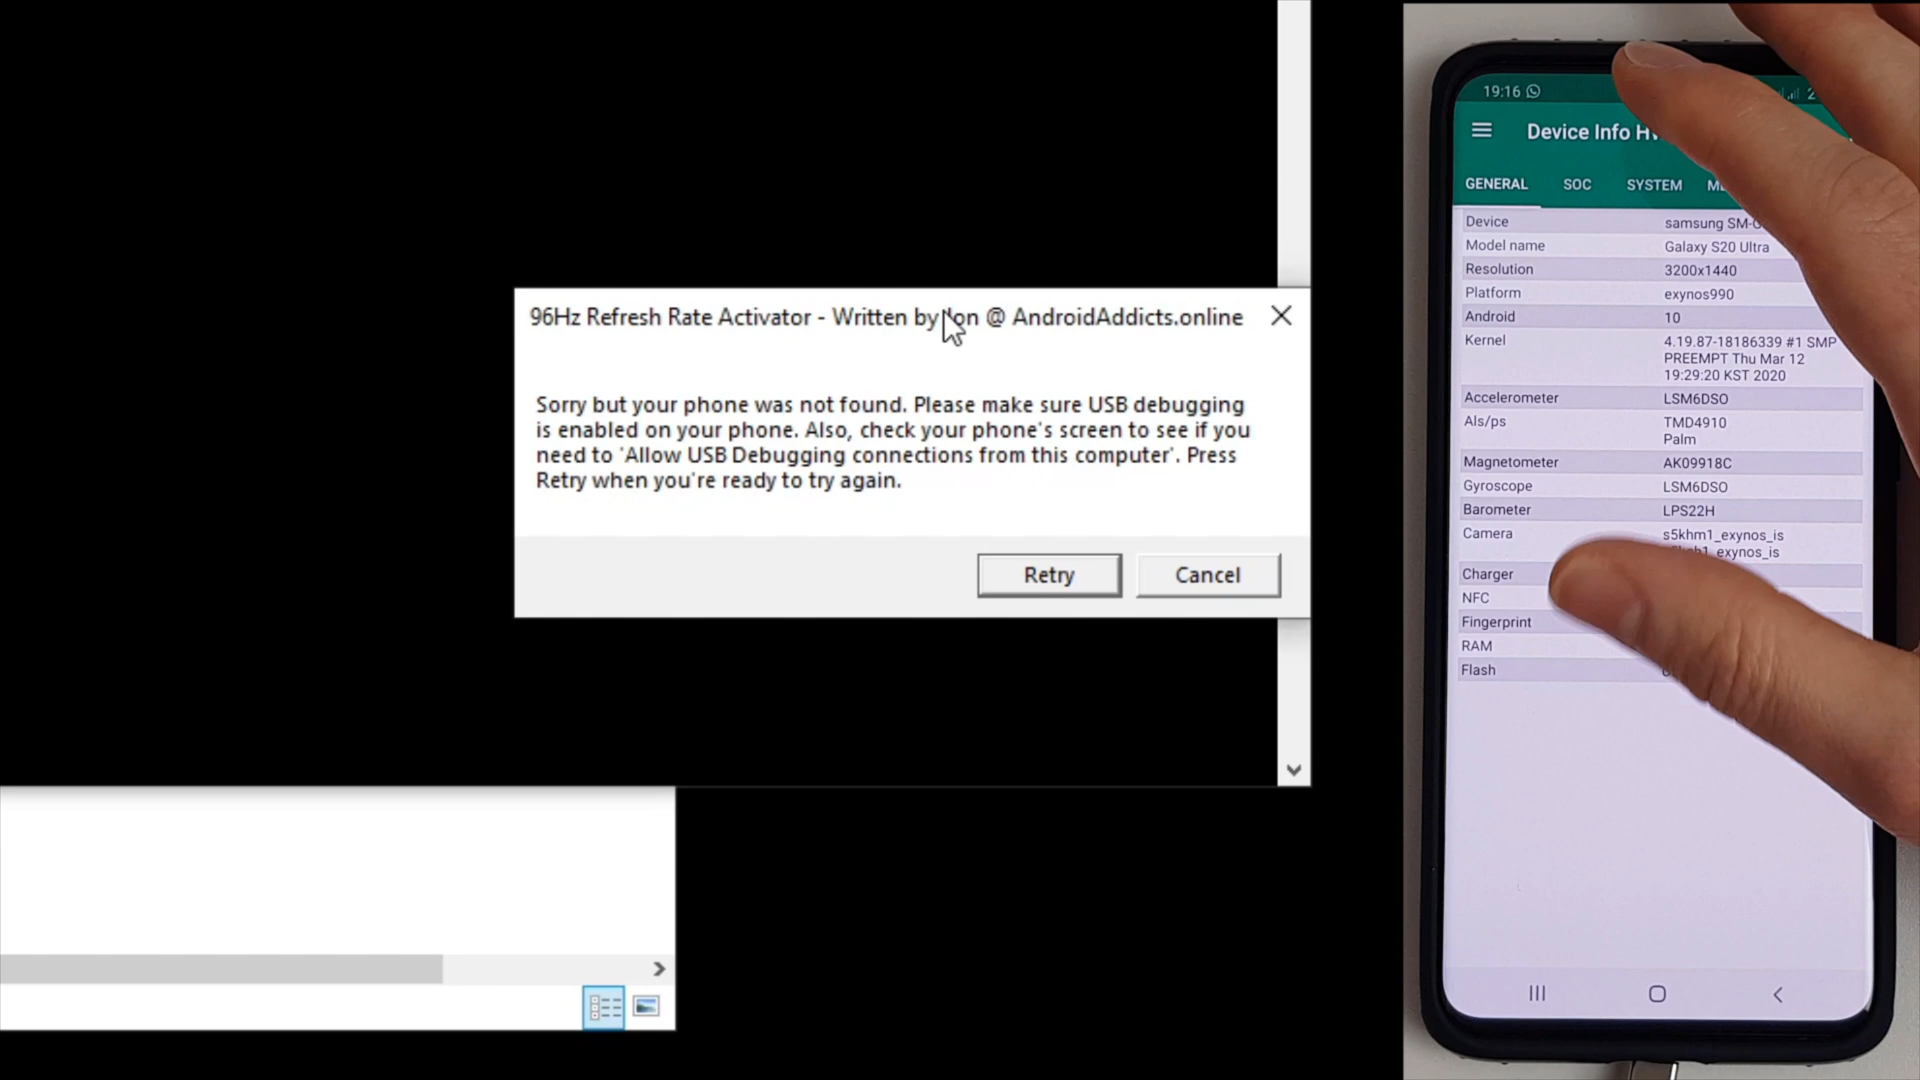 96Hz Refresh Rate Activator - Written by Jon @ AndroidAddicts.online
Sorry but your phone was not found. Please make sure USB debugging
is enabled on your phone. Also, check your phone's screen to see if you
need to 'Allow USB Debugging connections from this computer'. Press
Retry when you're ready to try again.
Retry Cancel
19:16
Device Info
GENERAL SOC SYSTEM
Device samsung
Model name Galaxy S20 Ultra
Resolution 3200x1440
Platform exynos990
Android 10
Kernel 4.19.87-18186339 #1 SMP
PREEMPT Thu Mar 12
19:29:20 KST 2020
Accelerometer LSM6DSO
Als/ps TMD4910
Palm
Magnetometer AK09918C
Gyroscope LSM6DSO
Barometer LPS22H
Camera s5khm1_exynos_is
Charger
NFC
Fingerprint
RAM
Flash